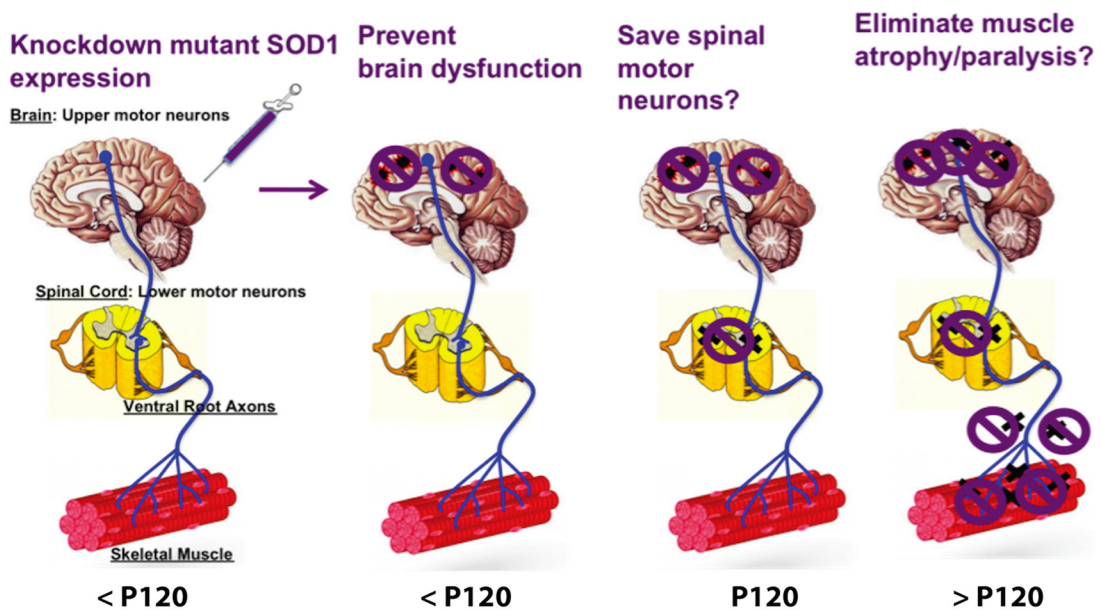 Knockdown mutant SOD1
expression
Prevent
brain dysfunction
Save spinal
motor
neurons?
Eliminate muscle
atrophy/paralysis?
Brain: Upper motor neurons
Spinal Cord: Lower motor neurons
Ventral Root Axons
Skeletal Muscle
< P120
< P120
P120
> P120